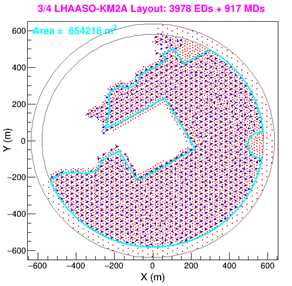 3/4 LHAASO-KM2A Layout: 3978 EDs + 917 MDs
Area = 654218 m²
Y (m)
600
400
200
0
−200
−400
−600
−600 −400 −200 0 200 400 600
X (m)